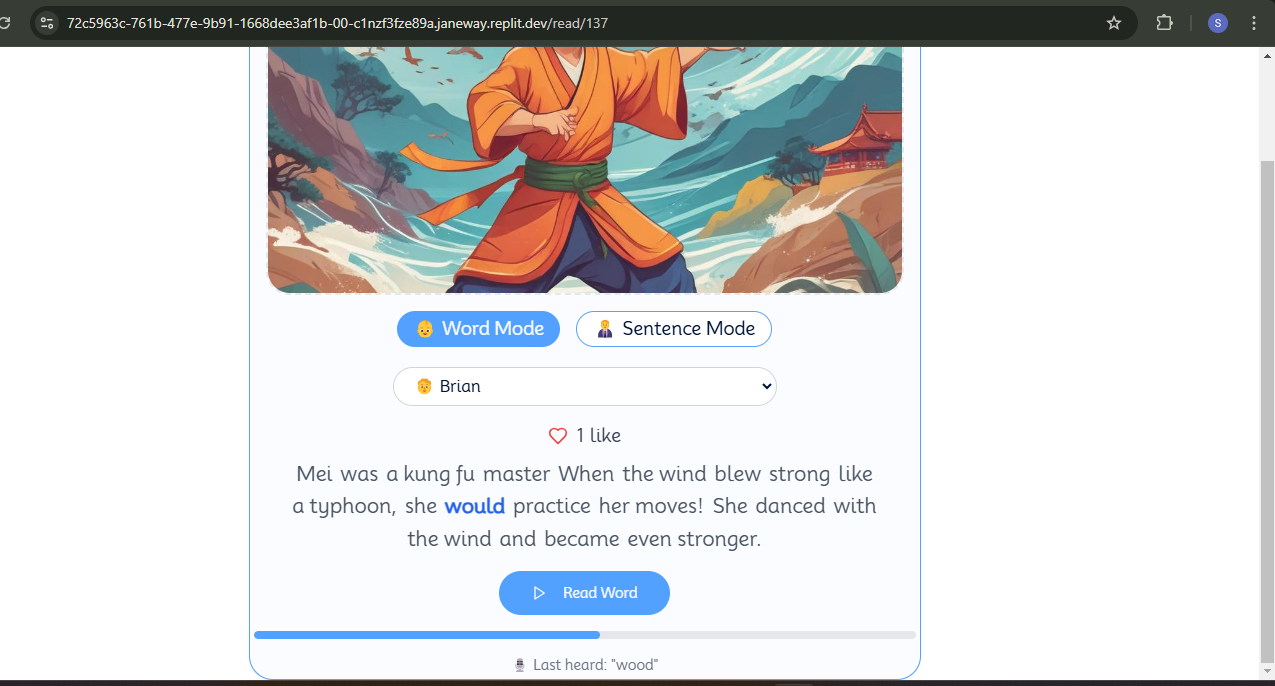 72c5963c-761b-477e-9b91-1668dee3af1b-00-c1nzf3fze89a.janeway.replit.dev/read/137
S
Word Mode
Sentence Mode
Brian
1 like
Mei was a kung fu master When the wind blew strong like
a typhoon, she would practice her moves! She danced with
the wind and became even stronger.
Read Word
Last heard: "wood"